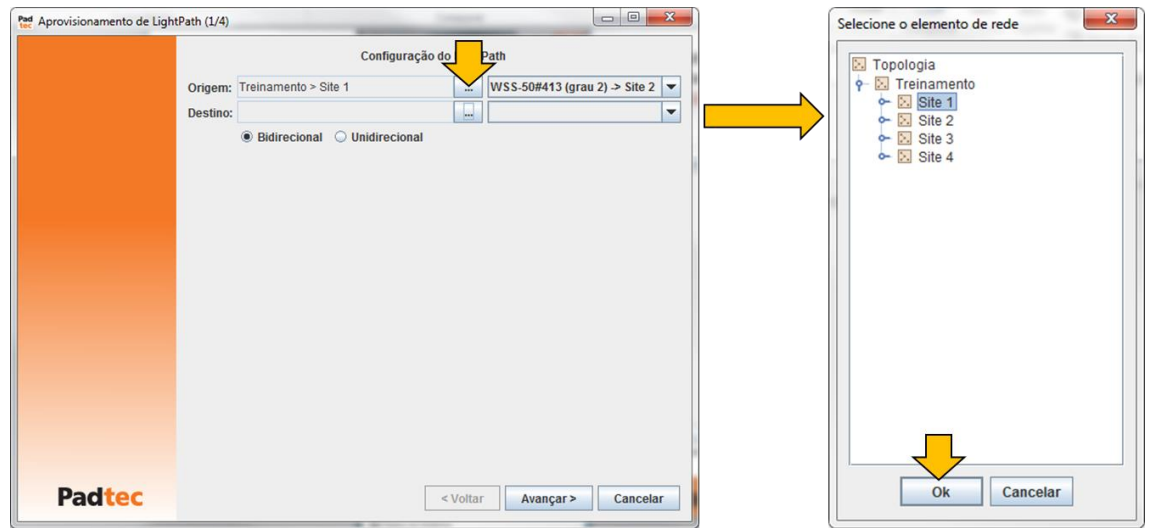 Padtec Aprovisionamento de LightPath (1/4)
Configuração do Path
Origem: Treinamento > Site 1 ... WSS-50#413 (grau 2) -> Site 2
Destino: ...
Bidirecional Unidirecional
Padtec
< Voltar Avançar > Cancelar
Selecione o elemento de rede
Topologia
Treinamento
Site 1
Site 2
Site 3
Site 4
Ok Cancelar